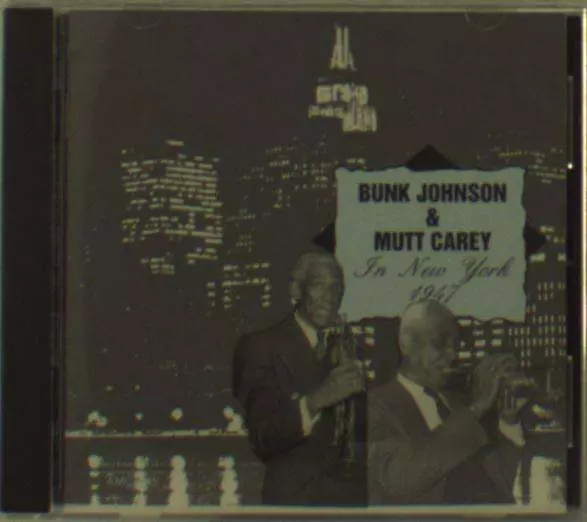 BUNK JOHNSON
&
MUTT CAREY
In New York
1947